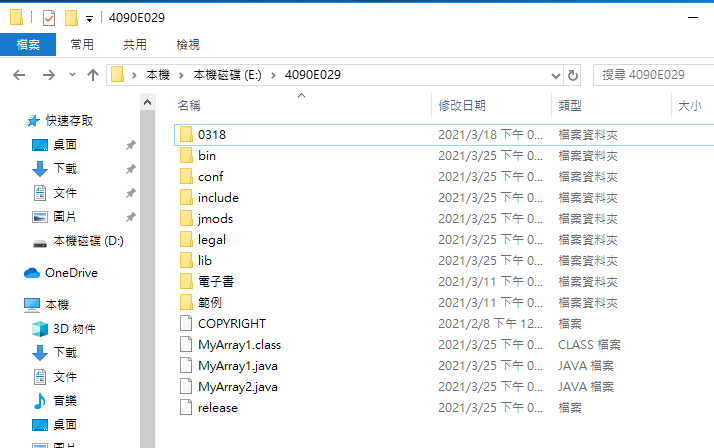 4090E029
檔案 常用 共用 檢視
本機 本機磁碟 (E:) 4090E029 搜尋 4090E029
名稱 修改日期 類型 大小
快速存取
桌面
下載
文件
圖片
本機磁碟 (D:)
OneDrive
本機
3D 物件
下載
文件
音樂
桌面
圖片
0318 2021/3/18 下午 0... 檔案資料夾
bin 2021/3/25 下午 0... 檔案資料夾
conf 2021/3/25 下午 0... 檔案資料夾
include 2021/3/25 下午 0... 檔案資料夾
jmods 2021/3/25 下午 0... 檔案資料夾
legal 2021/3/25 下午 0... 檔案資料夾
lib 2021/3/25 下午 0... 檔案資料夾
電子書 2021/3/11 下午 0... 檔案資料夾
範例 2021/3/11 下午 0... 檔案資料夾
COPYRIGHT 2021/2/8 下午 12... 檔案
MyArray1.class 2021/3/25 下午 0... CLASS 檔案
MyArray1.java 2021/3/25 下午 0... JAVA 檔案
MyArray2.java 2021/3/25 下午 0... JAVA 檔案
release 2021/3/25 下午 0... 檔案